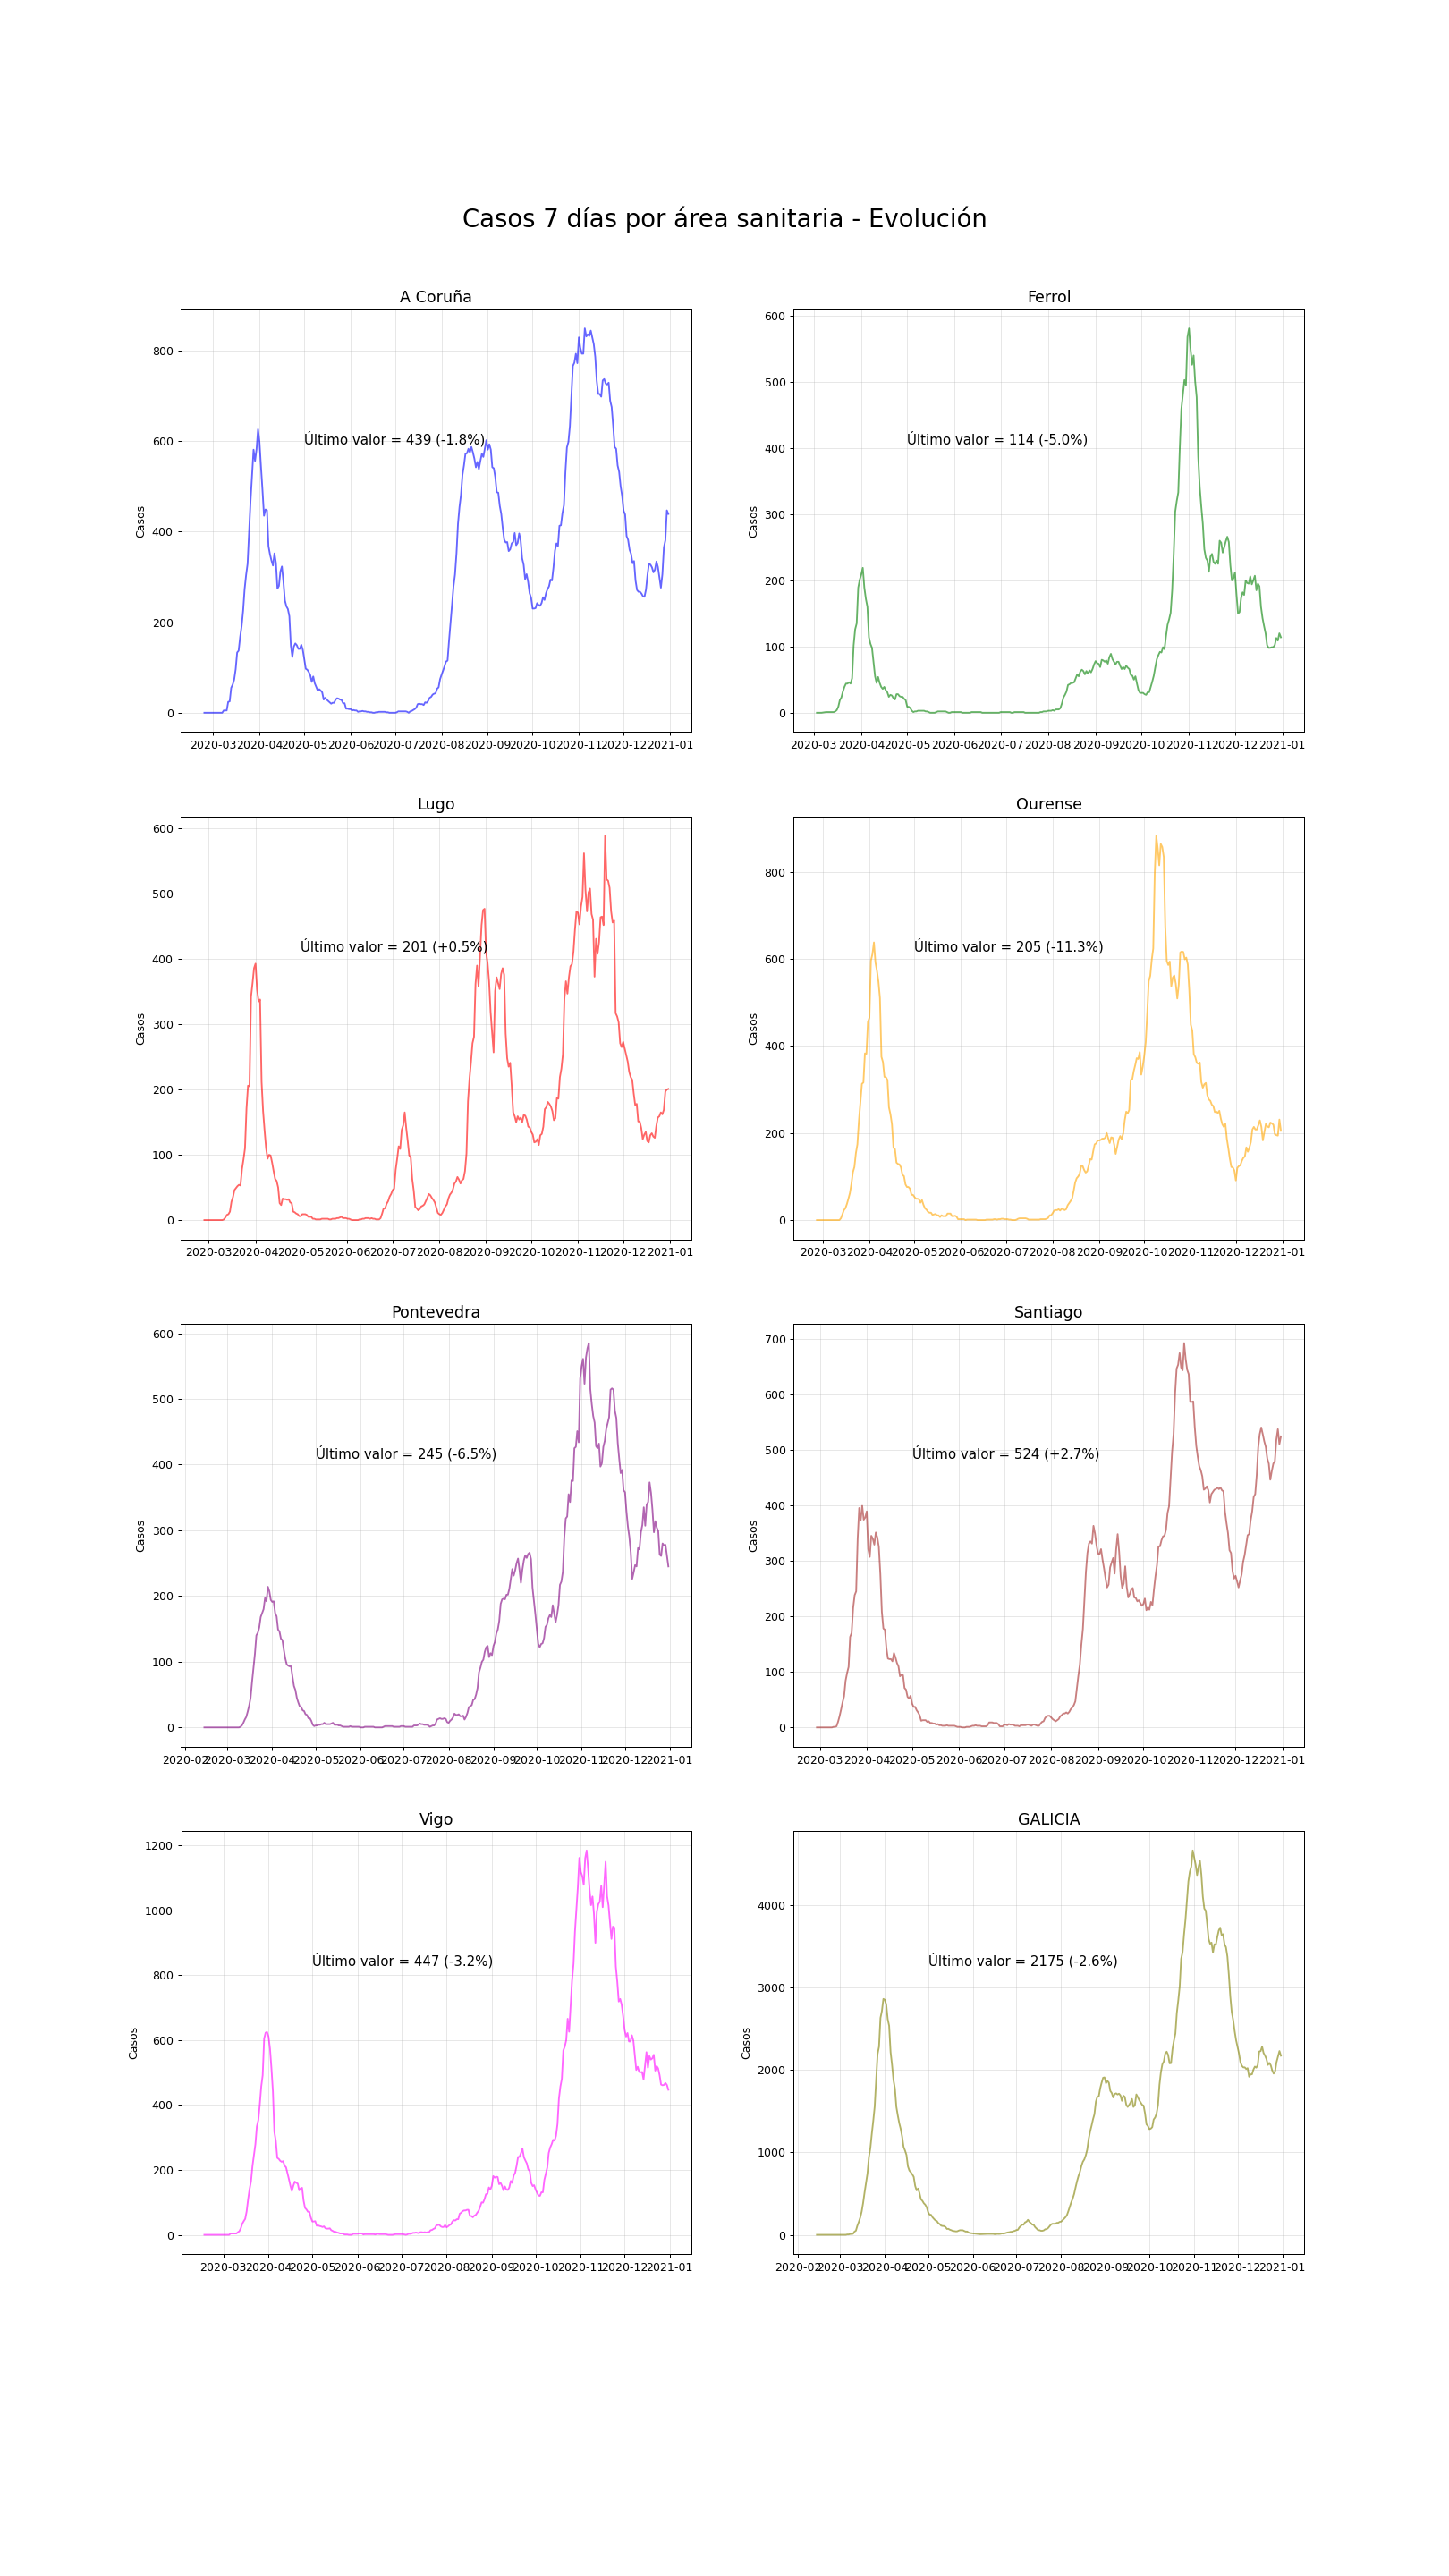 Casos 7 días por área sanitaria - Evolución
A Coruña
Casos
800
600
400
200
0
Último valor = 439 (-1.8%)
2020-03 2020-04 2020-05 2020-06 2020-07 2020-08 2020-09 2020-10 2020-11 2020-12 2021-01
Ferrol
Casos
600
500
400
300
200
100
0
Último valor = 114 (-5.0%)
2020-03 2020-04 2020-05 2020-06 2020-07 2020-08 2020-09 2020-10 2020-11 2020-12 2021-01
Lugo
Casos
600
500
400
300
200
100
0
Último valor = 201 (+0.5%)
2020-03 2020-04 2020-05 2020-06 2020-07 2020-08 2020-09 2020-10 2020-11 2020-12 2021-01
Ourense
Casos
800
600
400
200
0
Último valor = 205 (-11.3%)
2020-03 2020-04 2020-05 2020-06 2020-07 2020-08 2020-09 2020-10 2020-11 2020-12 2021-01
Pontevedra
Casos
600
500
400
300
200
100
0
Último valor = 245 (-6.5%)
2020-02 2020-03 2020-04 2020-05 2020-06 2020-07 2020-08 2020-09 2020-10 2020-11 2020-12 2021-01
Santiago
Casos
700
600
500
400
300
200
100
0
Último valor = 524 (+2.7%)
2020-03 2020-04 2020-05 2020-06 2020-07 2020-08 2020-09 2020-10 2020-11 2020-12 2021-01
Vigo
Casos
1200
1000
800
600
400
200
0
Último valor = 447 (-3.2%)
2020-03 2020-04 2020-05 2020-06 2020-07 2020-08 2020-09 2020-10 2020-11 2020-12 2021-01
GALICIA
Casos
4000
3000
2000
1000
0
Último valor = 2175 (-2.6%)
2020-02 2020-03 2020-04 2020-05 2020-06 2020-07 2020-08 2020-09 2020-10 2020-11 2020-12 2021-01